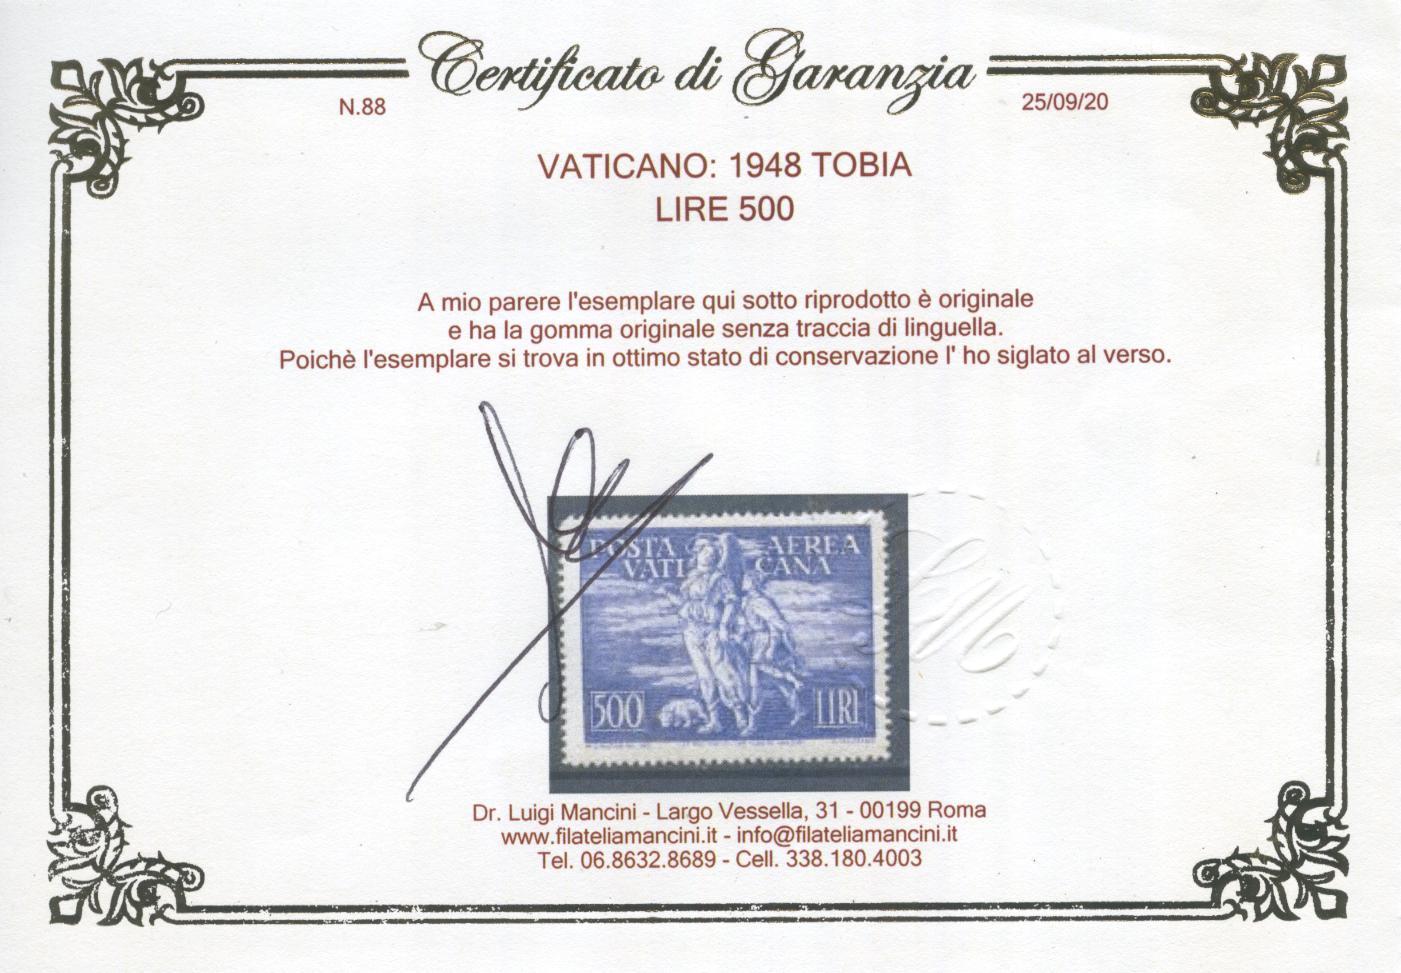 Certificato di Garanzia
N.88
25/09/20
VATICANO: 1948 TOBIA
LIRE 500
A mio parere l'esemplare qui sotto riprodotto è originale
e ha la gomma originale senza traccia di linguella.
Poichè l'esemplare si trova in ottimo stato di conservazione l' ho siglato al verso.
POSTA AEREA
VATICANA
500 LIRE
Dr. Luigi Mancini - Largo Vessella, 31 - 00199 Roma
www.filateliamancini.it - info@filateliamancini.it
Tel. 06.8632.8689 - Cell. 338.180.4003